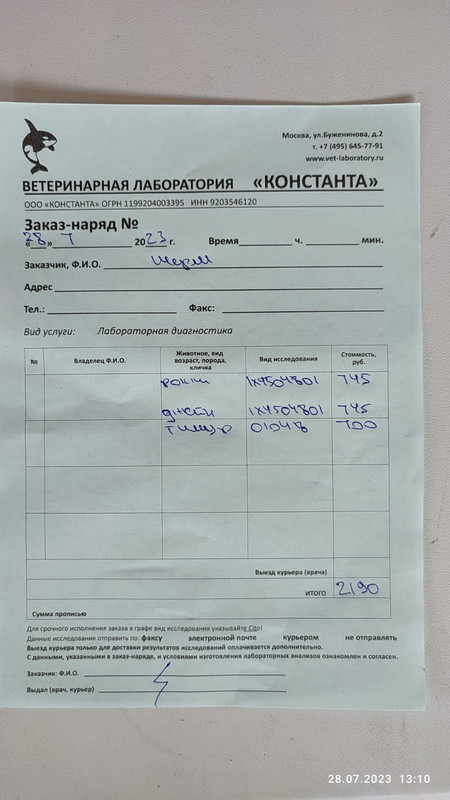 Москва, ул.Буженинова, д.2
т. +7 (495) 645-77-91
www.vet-laboratory.ru
ВЕТЕРИНАРНАЯ ЛАБОРАТОРИЯ «КОНСТАНТА»
ООО «КОНСТАНТА» ОГРН 1199204003395 ИНН 9203546120
Заказ-наряд №
«28» 7 2023 г. Время ч. мин.
Заказчик, Ф.И.О. Шерш
Адрес
Тел.: Факс:
Вид услуги: Лабораторная диагностика
№ Владелец Ф.И.О. Животное, вид возраст, порода, кличка Вид исследования Стоимость, руб.
1х4504801 745
1х4504801 745
Тимур 01048 700
Выезд курьера (врача)
ИТОГО 2190
Сумма прописью
Для срочного исполнения заказа в графе вид исследования указывайте Cito!
Данные исследования отправить по: факсу электронной почте курьером не отправлять
Выезд курьера только для доставки результатов исследований оплачивается дополнительно.
С данными, указанными в заказ-наряде, и условиями изготовления лабораторных анализов ознакомлен и согласен.
Заказчик: Ф.И.О.
Выдал (врач, курьер)
28.07.2023 13:10